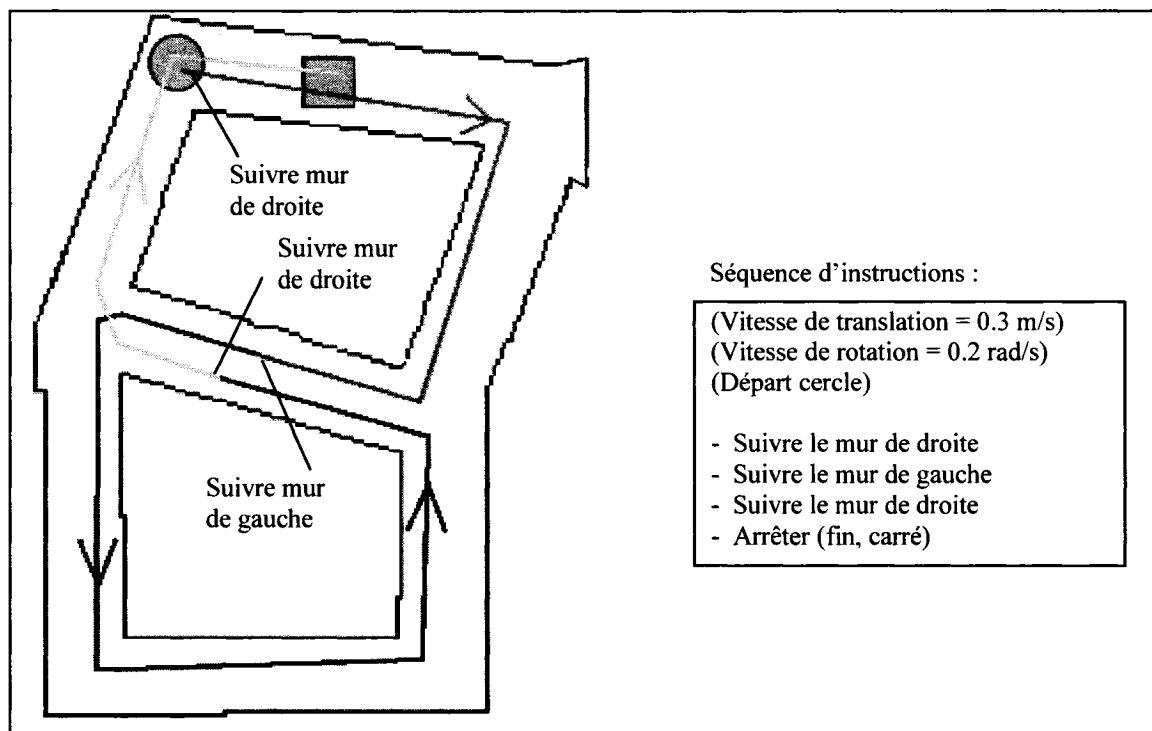 Suivre mur
de droite
Suivre mur
de droite
Suivre mur
de gauche
Séquence d'instructions :
(Vitesse de translation = 0.3 m/s)
(Vitesse de rotation = 0.2 rad/s)
(Départ cercle)
- Suivre le mur de droite
- Suivre le mur de gauche
- Suivre le mur de droite
- Arrêter (fin, carré)